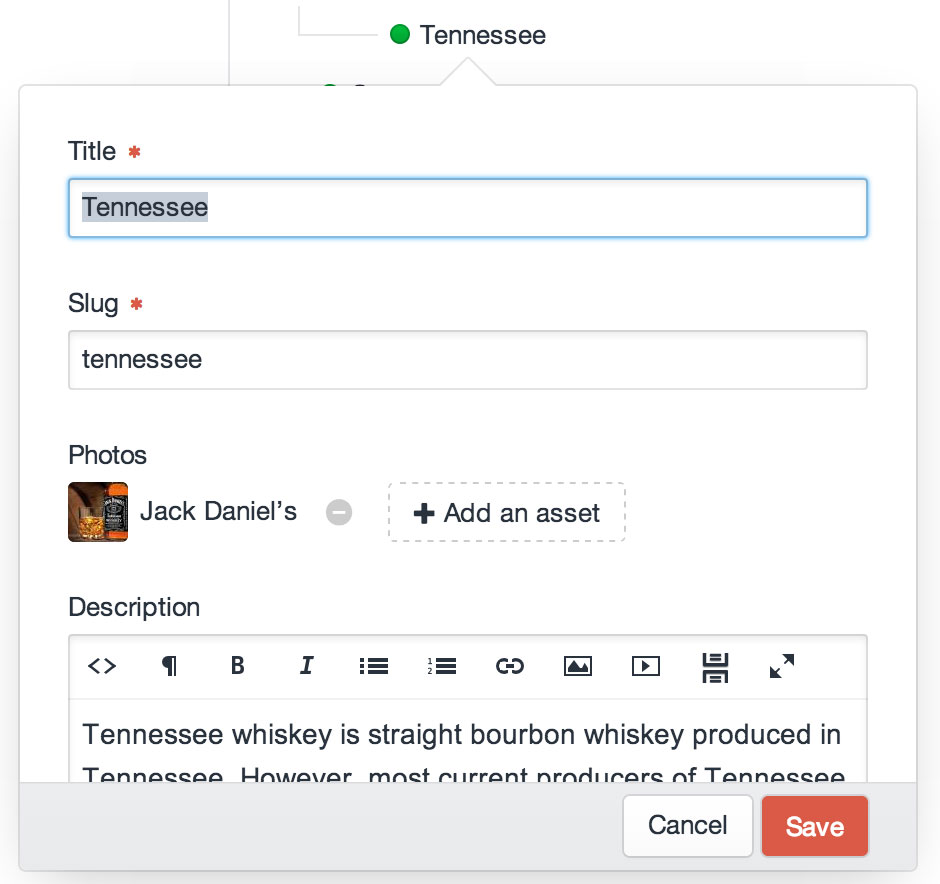 Tennessee
Title *
Tennessee
Slug *
tennessee
Photos
Jack Daniel’s
Add an asset
Description
<> ¶ B I
Tennessee whiskey is straight bourbon whiskey produced in
Tennessee. However, most current producers of Tennessee
Cancel
Save